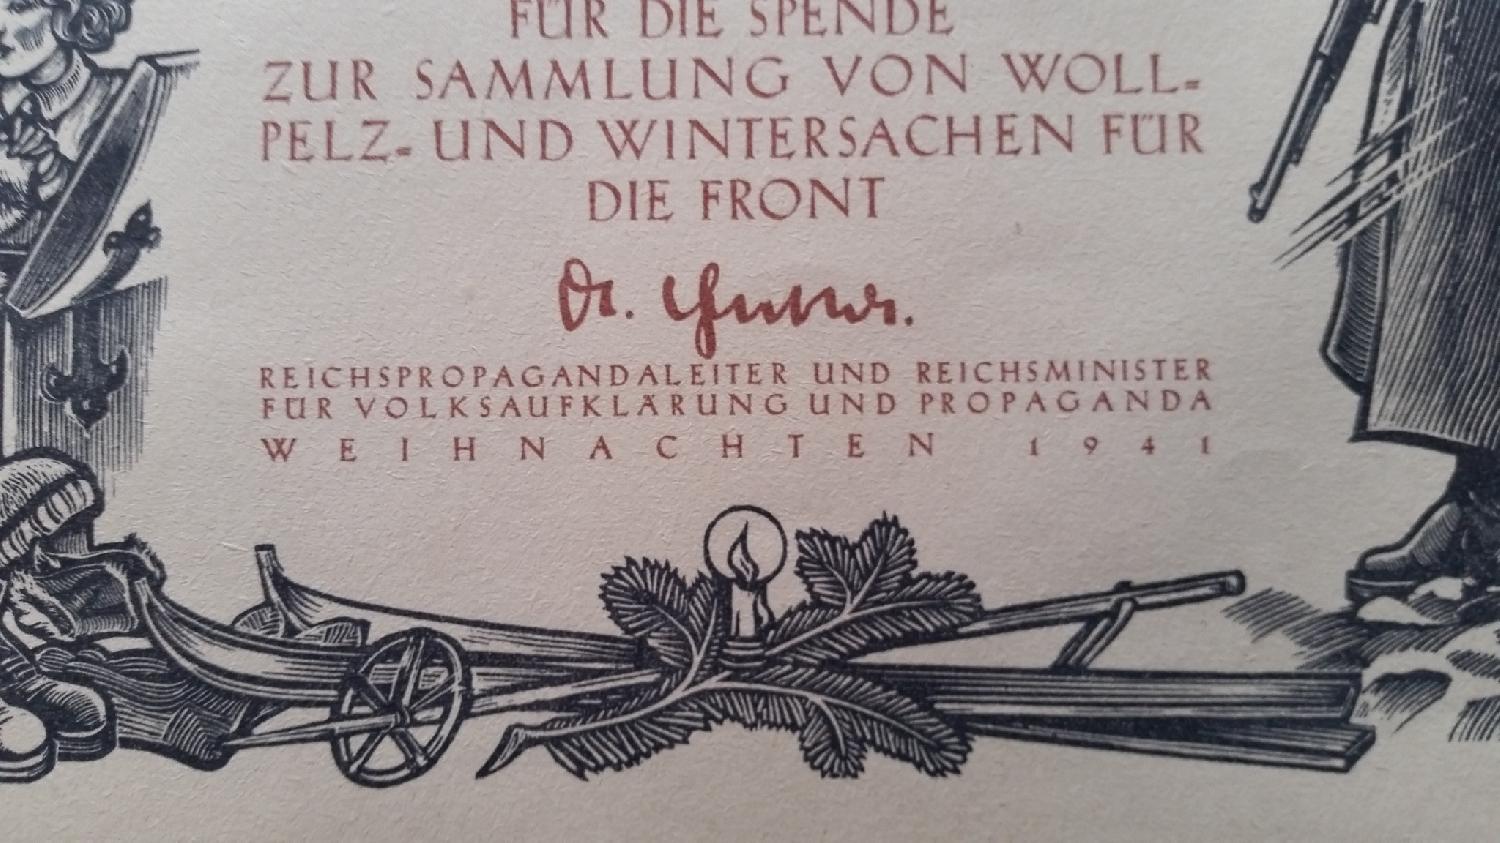 FÜR DIE SPENDE
ZUR SAMMLUNG VON WOLL-
PELZ- UND WINTERSACHEN FÜR
DIE FRONT
Dr.
REICHSPROPAGANDALEITER UND REICHSMINISTER
FÜR VOLKSAUFKLÄRUNG UND PROPAGANDA
WEIHNACHTEN 1941